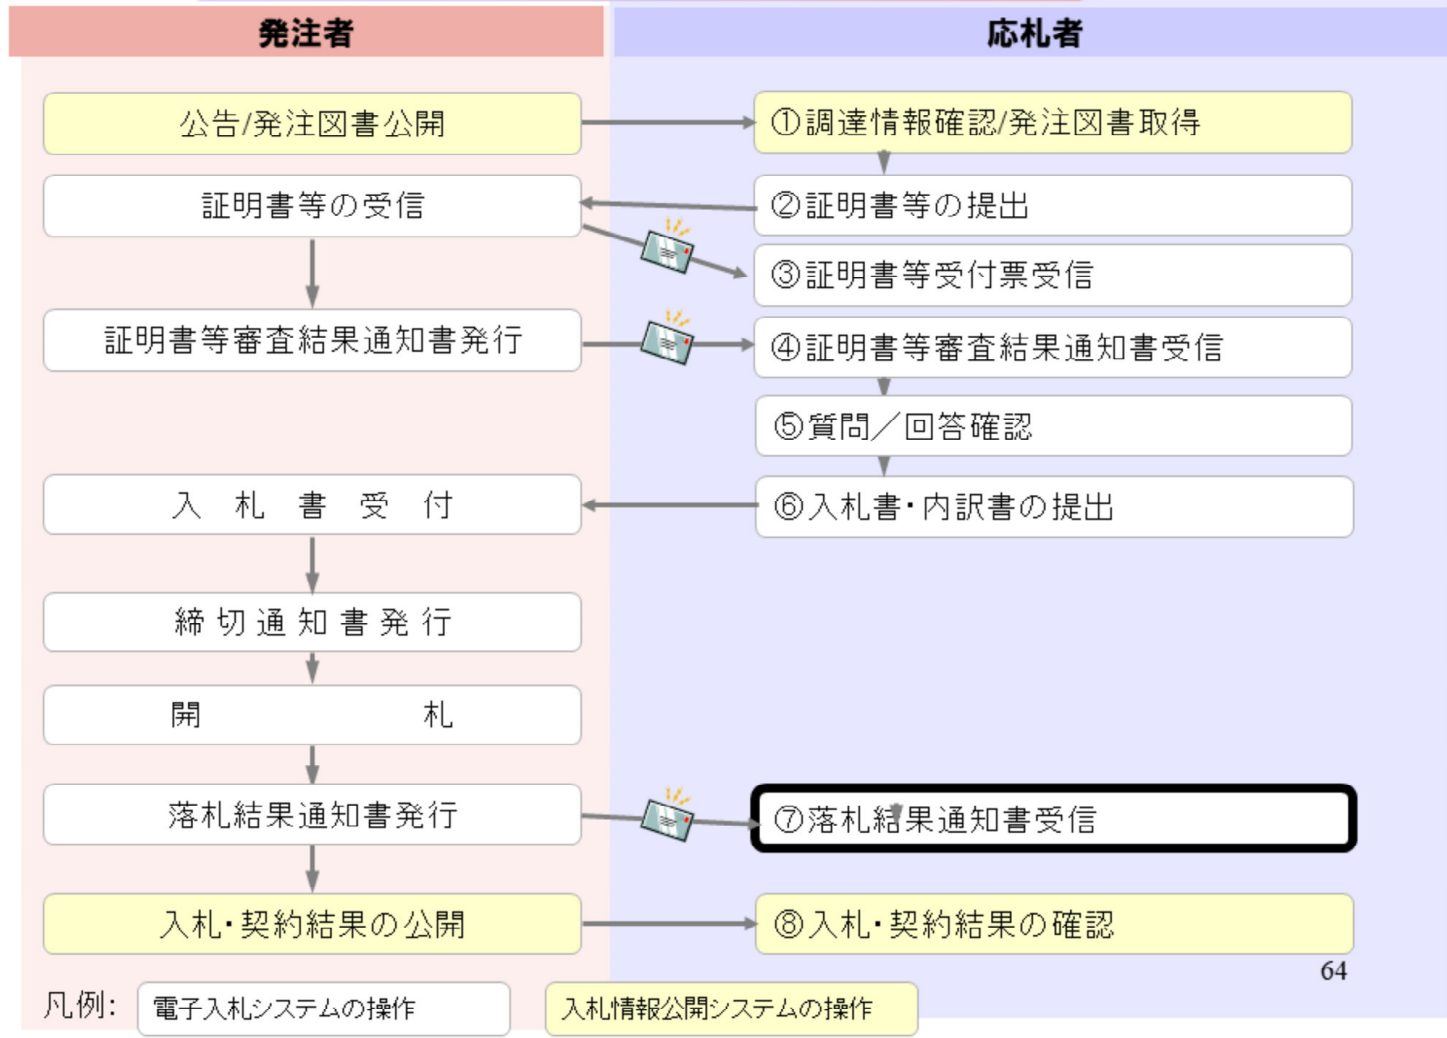 発注者
応札者
公告/発注図書公開
①調達情報確認/発注図書取得
証明書等の受信
②証明書等の提出
③証明書等受付票受信
証明書等審査結果通知書発行
④証明書等審査結果通知書受信
⑤質問／回答確認
入札書受付
⑥入札書・内訳書の提出
締切通知書発行
開札
落札結果通知書発行
⑦落札結果通知書受信
入札・契約結果の公開
⑧入札・契約結果の確認
64
凡例:
電子入札システムの操作
入札情報公開システムの操作